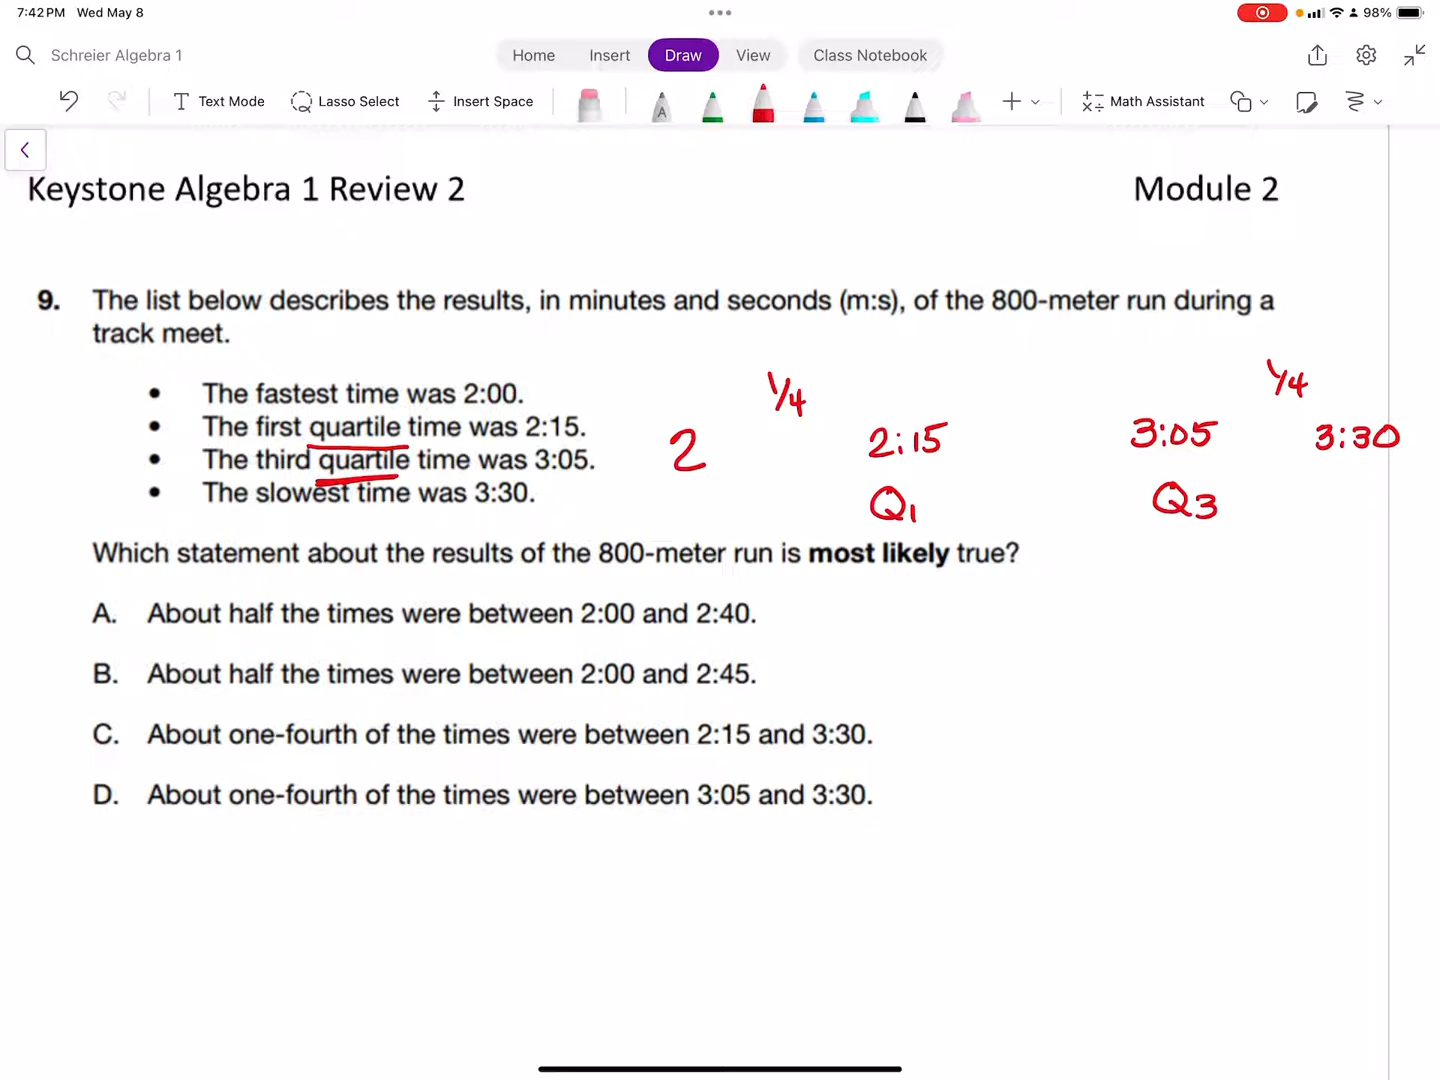 7:42 PM Wed May 8
98%
Schreier Algebra 1
Home Insert Draw View Class Notebook
Text Mode Lasso Select Insert Space A Math Assistant
Keystone Algebra 1 Review 2 Module 2
9. The list below describes the results, in minutes and seconds (m:s), of the 800-meter run during a
track meet.
• The fastest time was 2:00.
• The first quartile time was 2:15.
• The third quartile time was 3:05.
• The slowest time was 3:30.
1/4 1/4
2 2:15 3:05 3:30
Q1 Q3
Which statement about the results of the 800-meter run is most likely true?
A. About half the times were between 2:00 and 2:40.
B. About half the times were between 2:00 and 2:45.
C. About one-fourth of the times were between 2:15 and 3:30.
D. About one-fourth of the times were between 3:05 and 3:30.